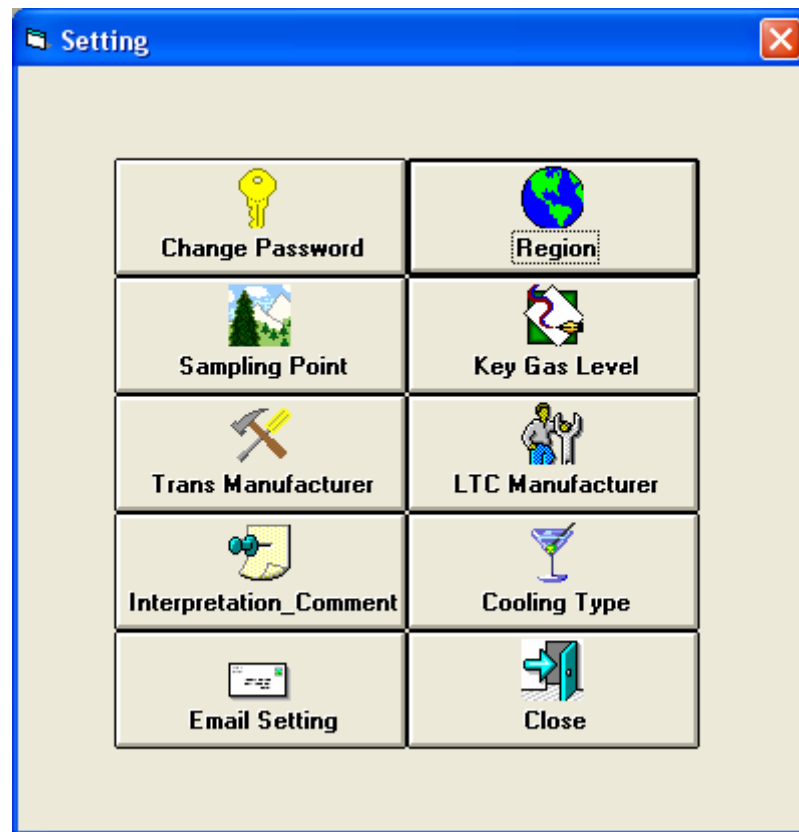 Setting
Change Password
Region
Sampling Point
Key Gas Level
Trans Manufacturer
LTC Manufacturer
Interpretation_Comment
Cooling Type
Email Setting
Close